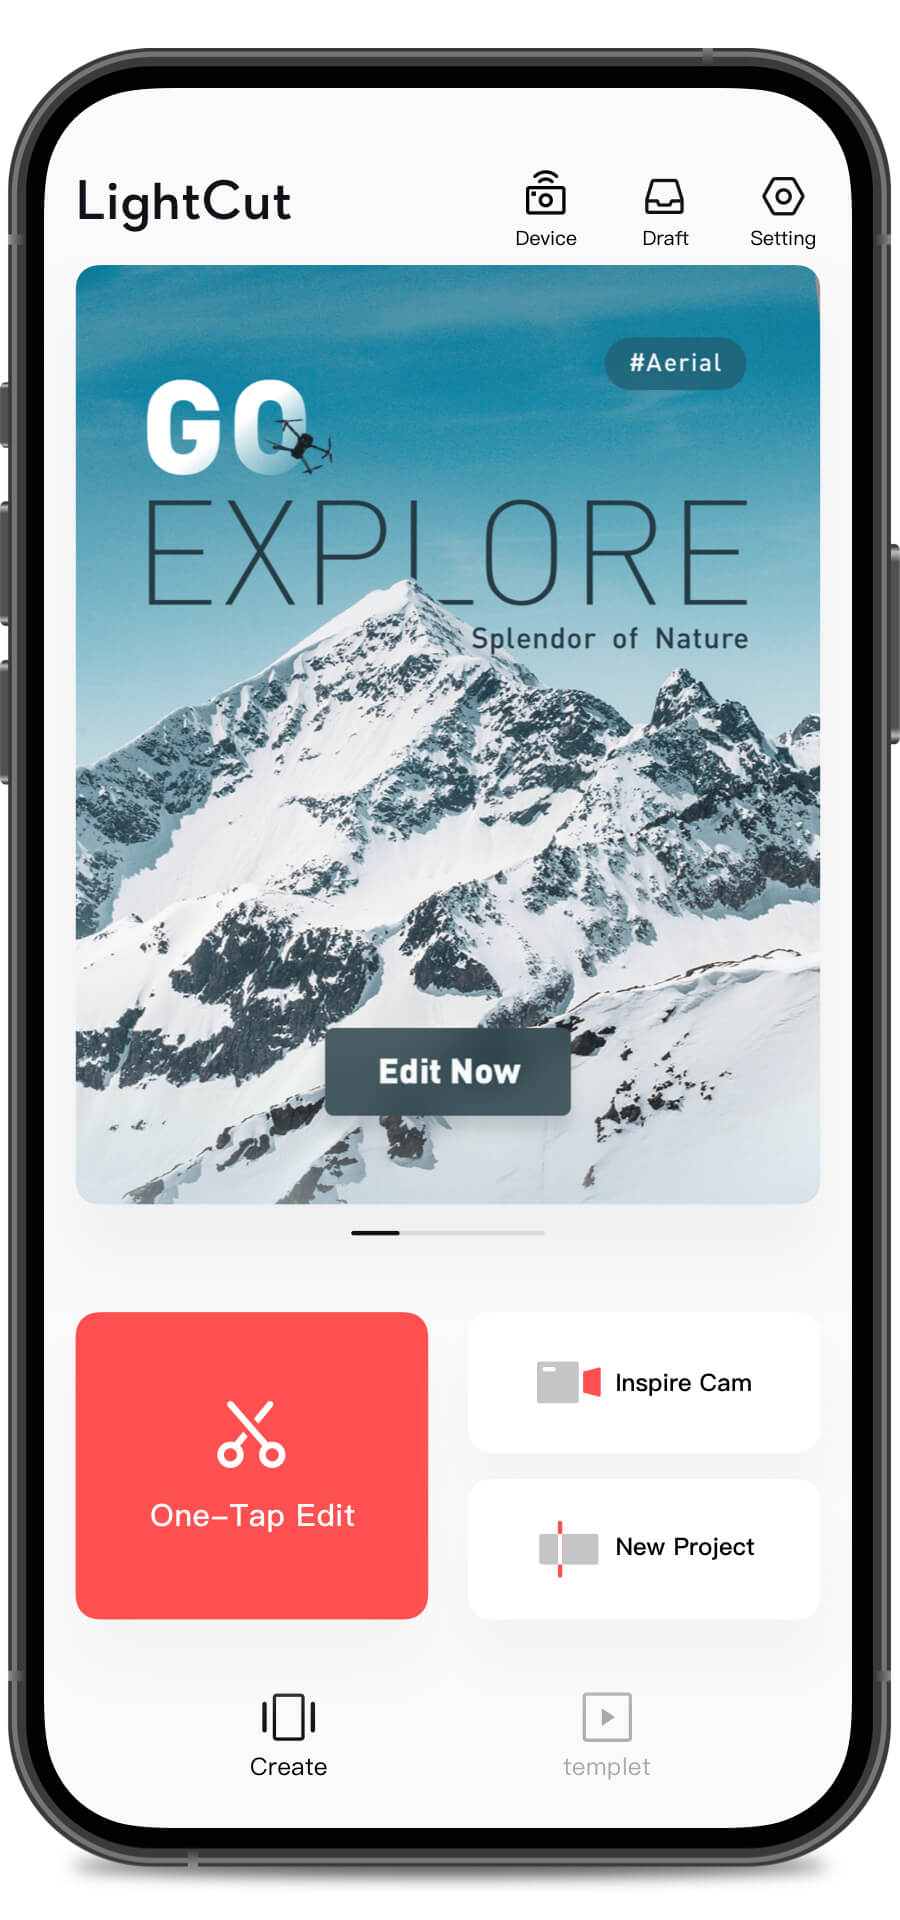 LightCut
Device Draft Setting
#Aerial
GO
EXPLORE
Splendor of Nature
Edit Now
One-Tap Edit
Inspire Cam
New Project
Create templet